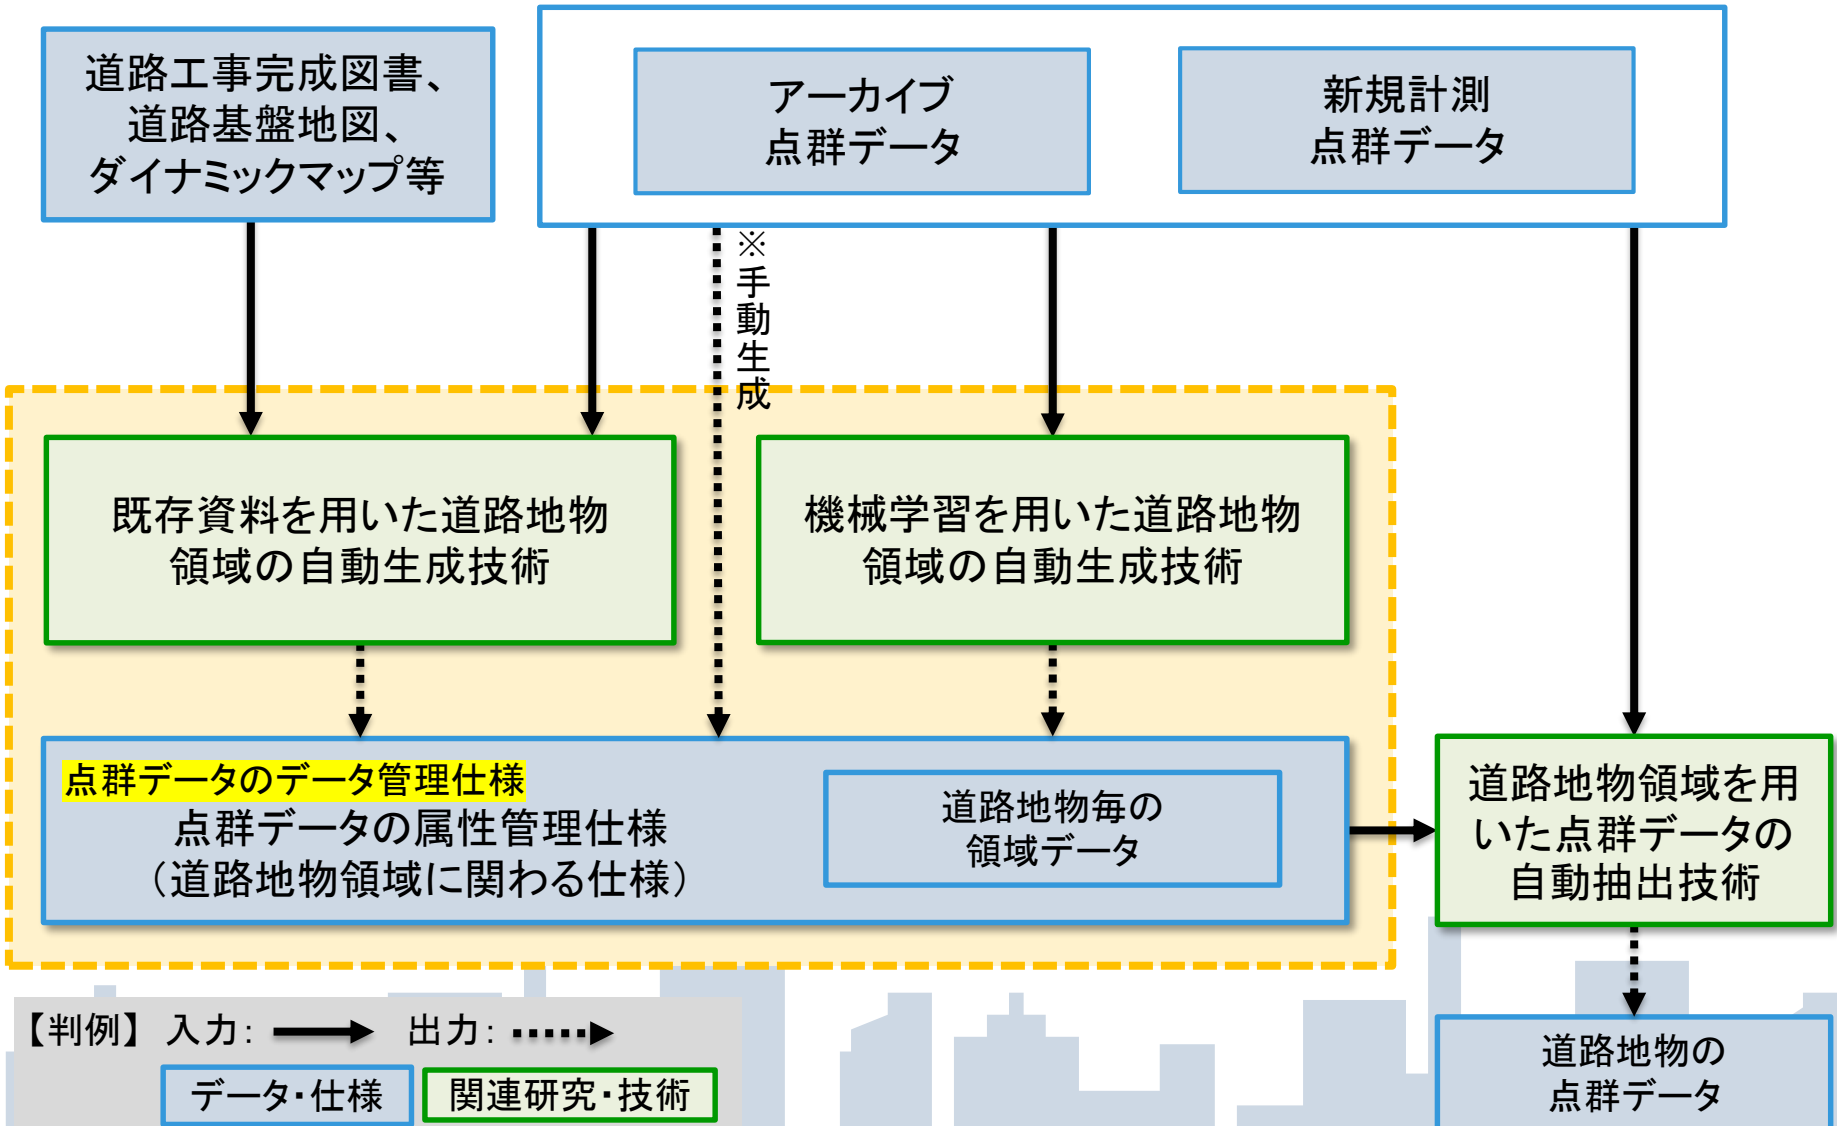 道路工事完成図書、
道路基盤地図、
ダイナミックマップ等
アーカイブ
点群データ
新規計測
点群データ
※手動生成
既存資料を用いた道路地物
領域の自動生成技術
機械学習を用いた道路地物
領域の自動生成技術
点群データのデータ管理仕様
点群データの属性管理仕様
（道路地物領域に関わる仕様）
道路地物毎の
領域データ
道路地物領域を用
いた点群データの
自動抽出技術
【判例】 入力： 出力：
データ・仕様 関連研究・技術
道路地物の
点群データ